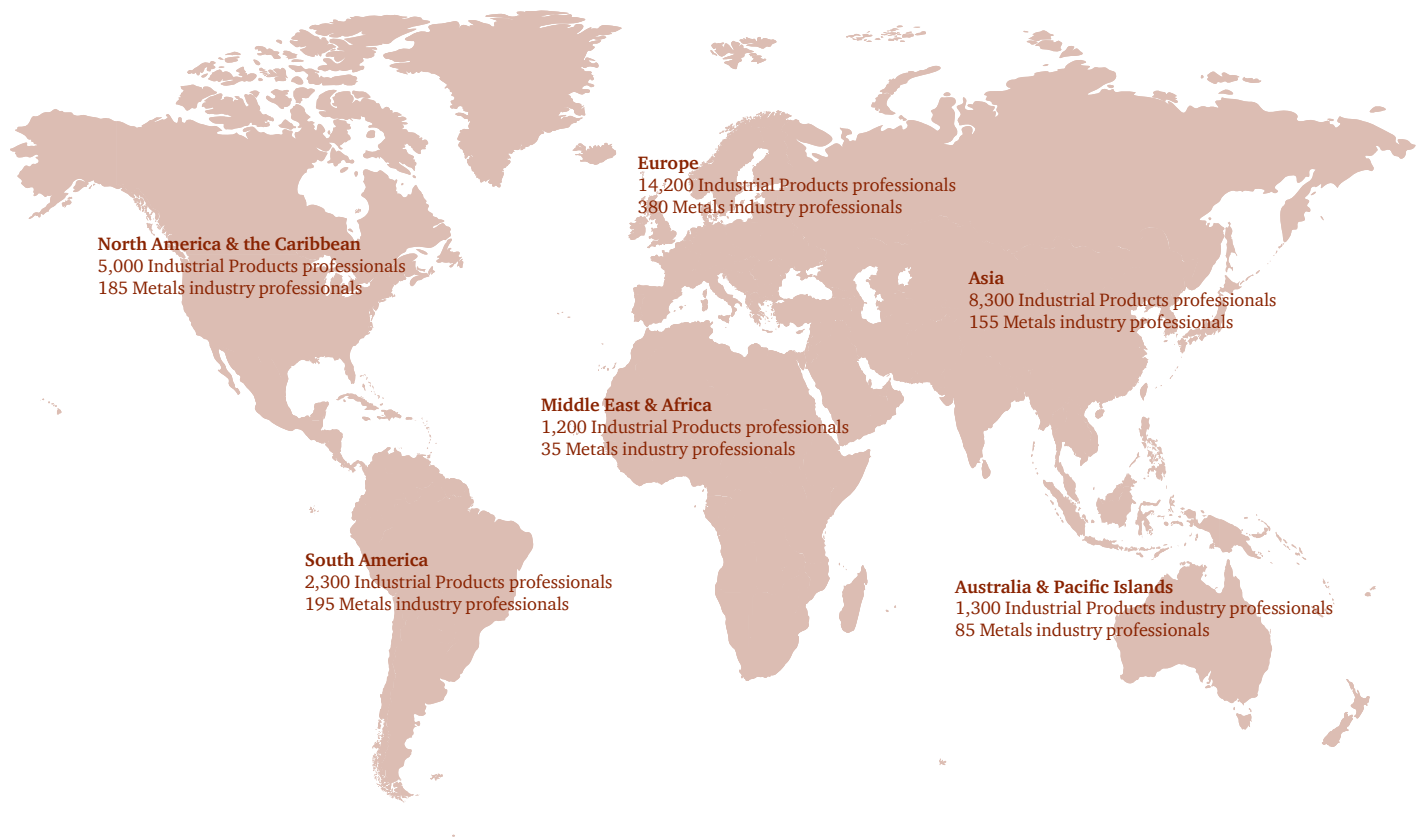 Europe
14,200 Industrial Products professionals
380 Metals industry professionals
North America & the Caribbean
5,000 Industrial Products professionals
185 Metals industry professionals
Asia
8,300 Industrial Products professionals
155 Metals industry professionals
Middle East & Africa
1,200 Industrial Products professionals
35 Metals industry professionals
South America
2,300 Industrial Products professionals
195 Metals industry professionals
Australia & Pacific Islands
1,300 Industrial Products industry professionals
85 Metals industry professionals